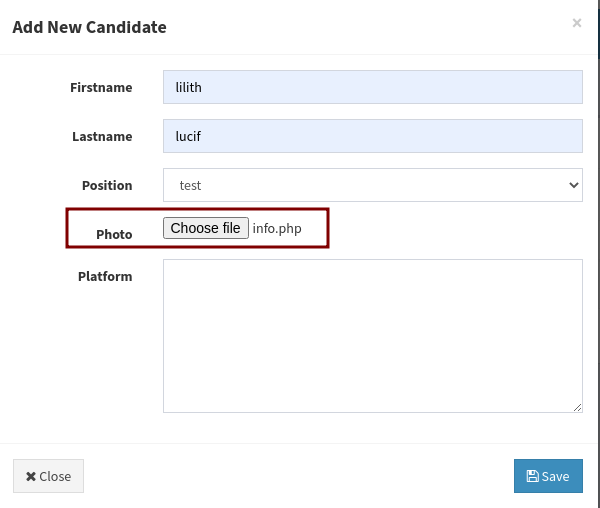 Add New Candidate ×
Firstname lilith
Lastname lucif
Position test
Photo Choose file info.php
Platform
✖ Close Save